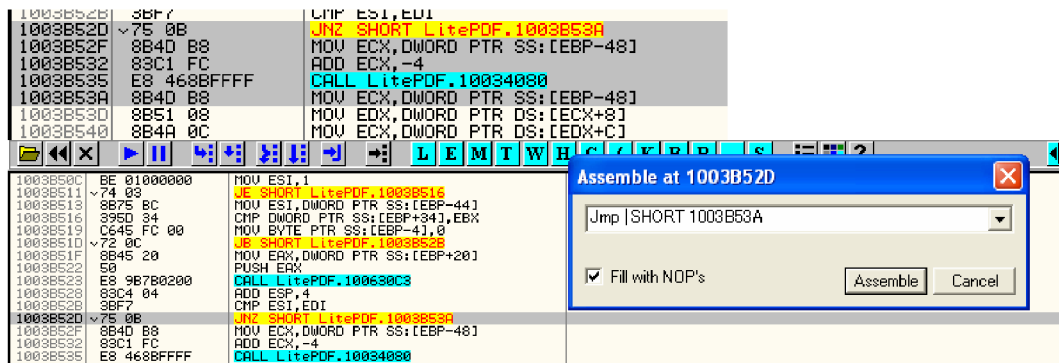 1003B52B 3BF7 CMP ESI,EDI
1003B52D 75 0B JNZ SHORT LitePDF.1003B53A
1003B52F 8B4D B8 MOV ECX,DWORD PTR SS:[EBP-48]
1003B532 83C1 FC ADD ECX,-4
1003B535 E8 468BFFFF CALL LitePDF.10034080
1003B53A 8B4D B8 MOV ECX,DWORD PTR SS:[EBP-48]
1003B53D 8B51 08 MOV EDX,DWORD PTR DS:[ECX+8]
1003B540 8B4A 0C MOV ECX,DWORD PTR DS:[EDX+C]
L E M T W H C / K B R ... S ?
Assemble at 1003B52D
Jmp SHORT 1003B53A
Fill with NOP's
Assemble Cancel
1003B50C BE 01000000 MOV ESI,1
1003B511 74 03 JE SHORT LitePDF.1003B516
1003B513 8B75 BC MOV ESI,DWORD PTR SS:[EBP-44]
1003B516 395D 34 CMP DWORD PTR SS:[EBP+34],EBX
1003B519 C645 FC 00 MOV BYTE PTR SS:[EBP-4],0
1003B51D 72 0C JB SHORT LitePDF.1003B52B
1003B51F 8B45 20 MOV EAX,DWORD PTR SS:[EBP+20]
1003B522 50 PUSH EAX
1003B523 E8 9B7B0200 CALL LitePDF.100630C3
1003B528 83C4 04 ADD ESP,4
1003B52B 3BF7 CMP ESI,EDI
1003B52D 75 0B JNZ SHORT LitePDF.1003B53A
1003B52F 8B4D B8 MOV ECX,DWORD PTR SS:[EBP-48]
1003B532 83C1 FC ADD ECX,-4
1003B535 E8 468BFFFF CALL LitePDF.10034080